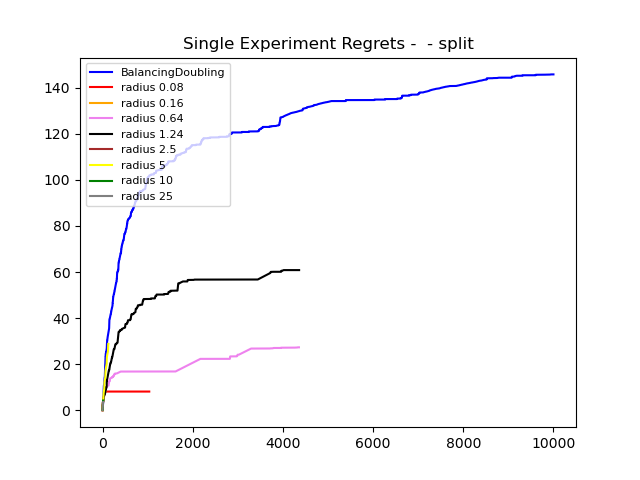 Single Experiment Regrets -  - split
BalancingDoubling
radius 0.08
radius 0.16
radius 0.64
radius 1.24
radius 2.5
radius 5
radius 10
radius 25
140
120
100
80
60
40
20
0
0 2000 4000 6000 8000 10000